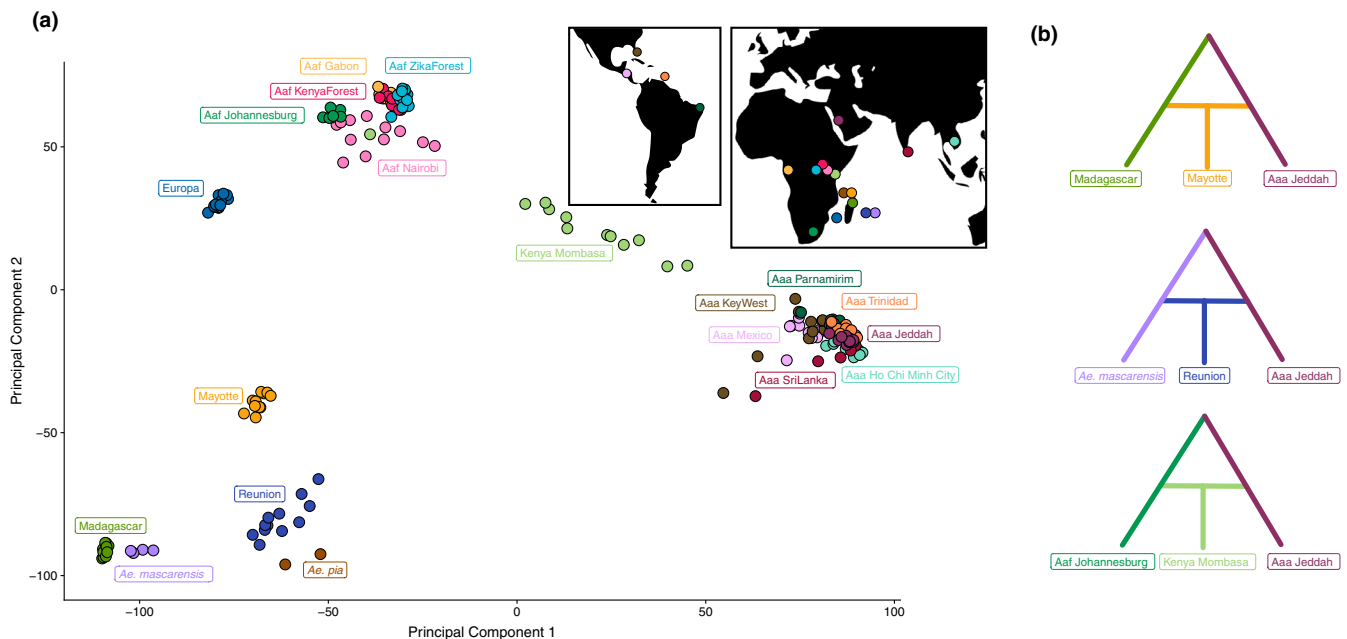 (a)
(b)
Aaf Gabon
Aaf ZikaForest
Aaf KenyaForest
Aaf Johannesburg
Aaf Nairobi
Europa
Kenya Mombasa
Aaa Parnamirim
Aaa KeyWest
Aaa Trinidad
Aaa Mexico
Aaa Jeddah
Aaa SriLanka
Aaa Ho Chi Minh City
Mayotte
Reunion
Madagascar
Ae. mascarensis
Ae. pia
50
0
−50
−100
Principal Component 2
−100
−50
0
50
100
Principal Component 1
Madagascar
Mayotte
Aaa Jeddah
Ae. mascarensis
Reunion
Aaa Jeddah
Aaf Johannesburg
Kenya Mombasa
Aaa Jeddah